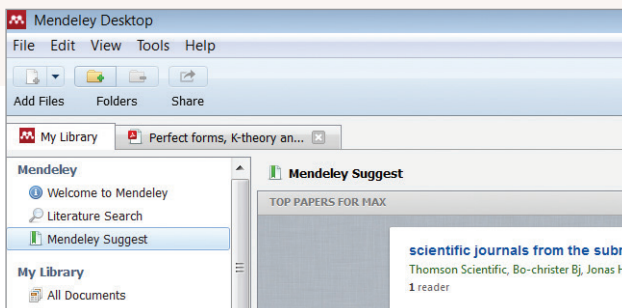 Mendeley Desktop
File Edit View Tools Help
Add Files Folders Share
My Library Perfect forms, K-theory an...
Mendeley
Welcome to Mendeley
Literature Search
Mendeley Suggest
My Library
All Documents
Mendeley Suggest
TOP PAPERS FOR MAX
scientific journals from the
Thomson Scientific, Bo-christer Bj, Jonas
1 reader